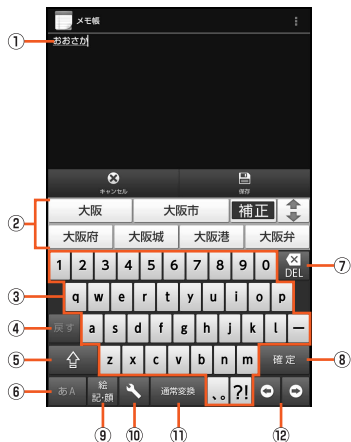 メモ帳
① おおさか
キャンセル 保存
② 大阪 大阪市 補正
大阪府 大阪城 大阪港 大阪弁
1 2 3 4 5 6 7 8 9 0 DEL ⑦
③ q w e r t y u i o p
④ 戻す a s d f g h j k l ー
⑤ z x c v b n m 確定 ⑧
⑥ あA 絵記・顔 通常変換 、。 ?!
⑨ ⑩ ⑪ ⑫